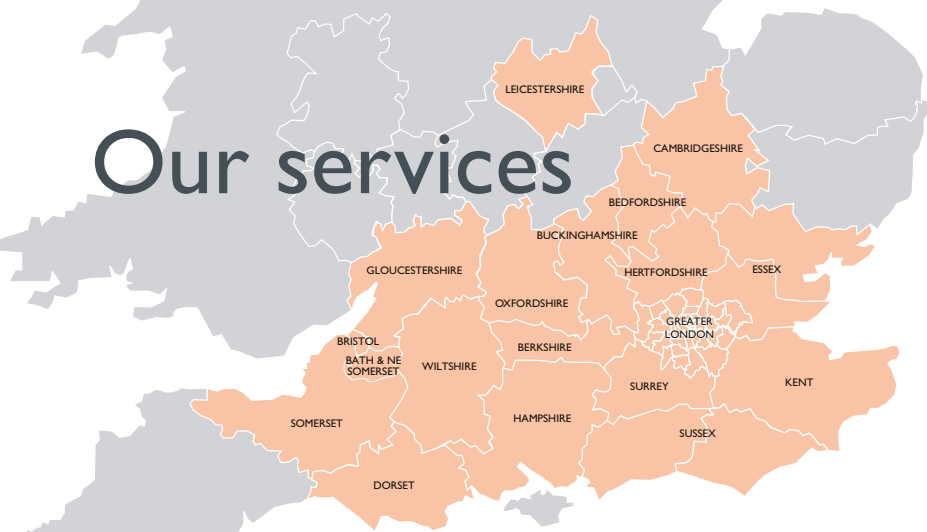 LEICESTERSHIRE
Our services
CAMBRIDGESHIRE
BEDFORDSHIRE
BUCKINGHAMSHIRE
GLOUCESTERSHIRE
HERTFORDSHIRE
ESSEX
OXFORDSHIRE
GREATER
LONDON
BRISTOL
BERKSHIRE
BATH & NE
SOMERSET
WILTSHIRE
SURREY
KENT
SOMERSET
HAMPSHIRE
SUSSEX
DORSET